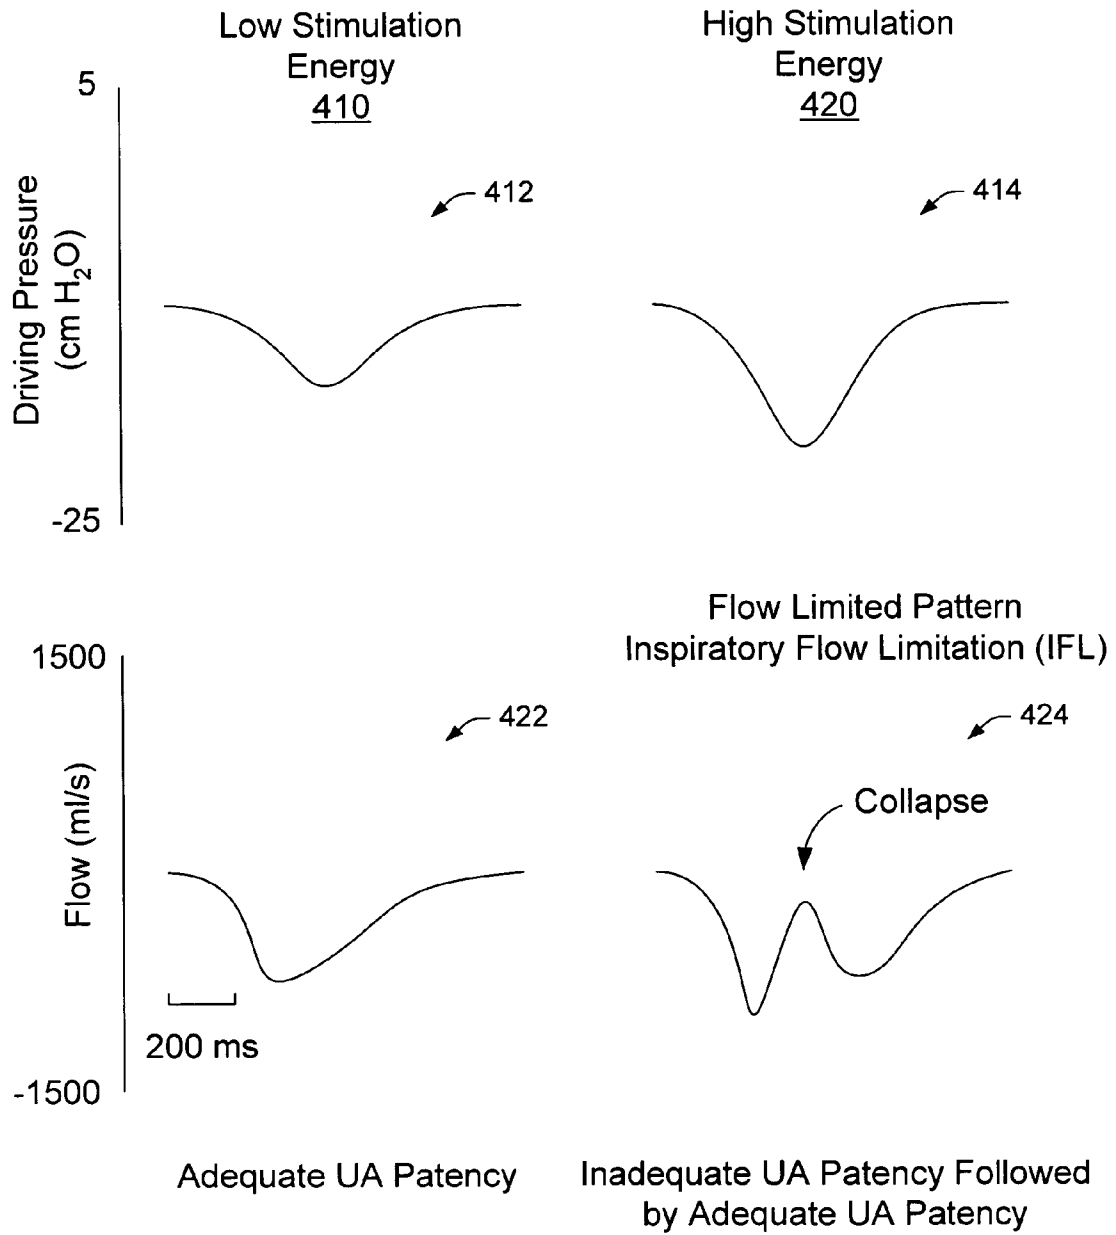 Low Stimulation
Energy
410
High Stimulation
Energy
420
5
Driving Pressure
(cm H₂O)
-25
412
414
Flow Limited Pattern
Inspiratory Flow Limitation (IFL)
1500
Flow (ml/s)
-1500
422
424
Collapse
200 ms
Adequate UA Patency
Inadequate UA Patency Followed
by Adequate UA Patency